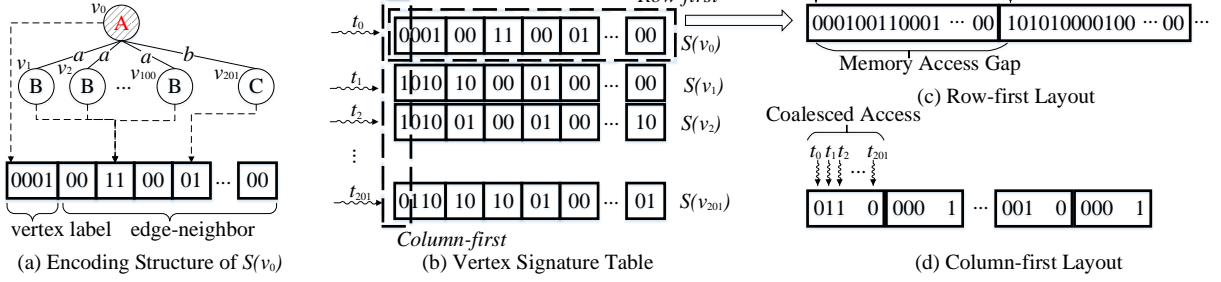 v0
A
a a a b
v1 v2 v100 v201
B B ... B C
0001 00 11 00 01 ... 00
vertex label edge-neighbor
(a) Encoding Structure of S(v0)
t0 0001 00 11 00 01 ... 00 S(v0)
t1 1010 10 00 01 00 ... 00 S(v1)
t2 1010 01 00 01 00 ... 10 S(v2)
⋮
t201 0110 10 10 01 00 ... 01 S(v201)
Column-first
(b) Vertex Signature Table
Row-first
000100110001 ... 00 101010000100 ... 00 ...
Memory Access Gap
(c) Row-first Layout
Coalesced Access
t0 t1 t2 ... t201
011 0 000 1 ... 001 0 000 1
(d) Column-first Layout